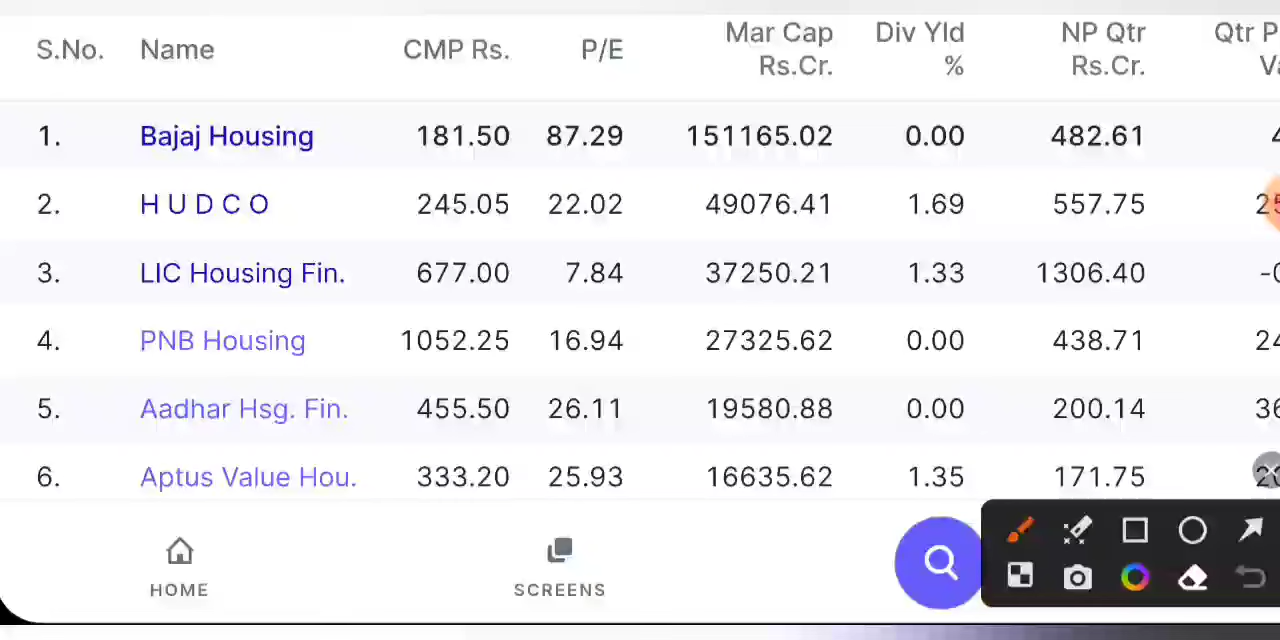 S.No. Name CMP Rs. P/E Mar Cap Rs.Cr. Div Yld % NP Qtr Rs.Cr. Qtr P
1. Bajaj Housing 181.50 87.29 151165.02 0.00 482.61
2. H U D C O 245.05 22.02 49076.41 1.69 557.75
3. LIC Housing Fin. 677.00 7.84 37250.21 1.33 1306.40
4. PNB Housing 1052.25 16.94 27325.62 0.00 438.71 24
5. Aadhar Hsg. Fin. 455.50 26.11 19580.88 0.00 200.14 36
6. Aptus Value Hou. 333.20 25.93 16635.62 1.35 171.75
HOME SCREENS